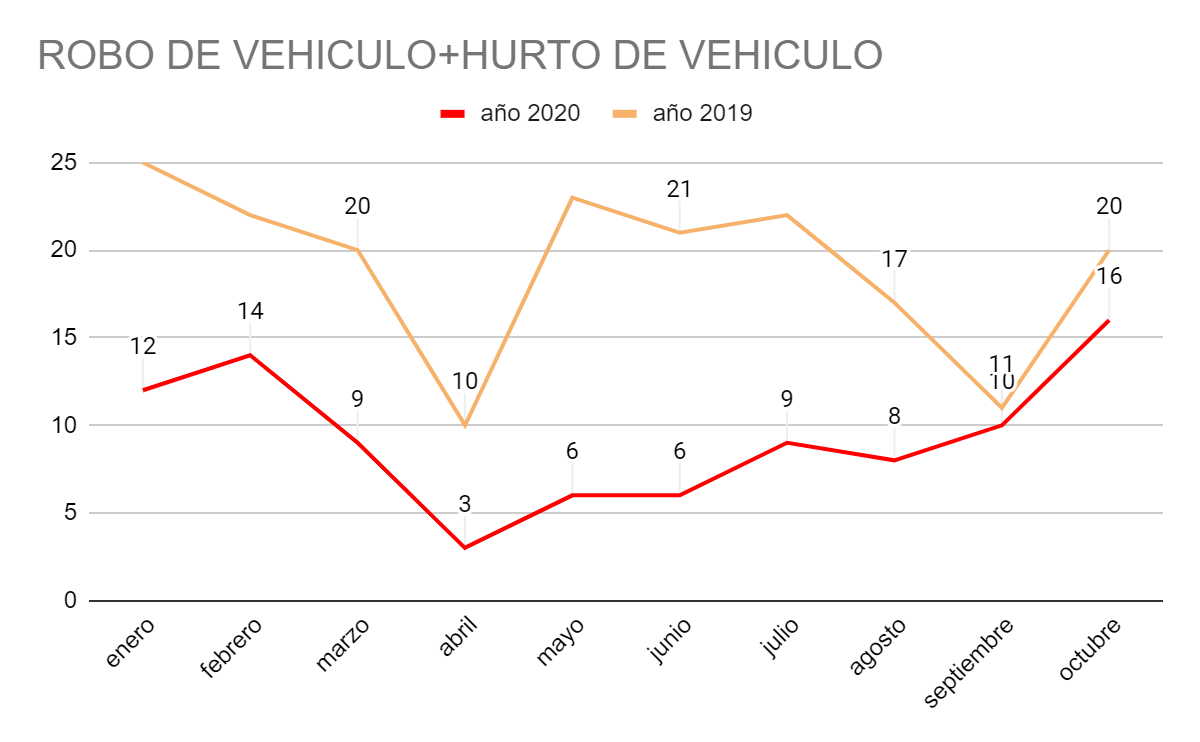 ROBO DE VEHICULO+HURTO DE VEHICULO
año 2020 año 2019
25
20
15
10
5
0
20
21
20
17
16
14
12
11
10
10
9
9
8
6
6
3
enero
febrero
marzo
abril
mayo
junio
julio
agosto
septiembre
octubre